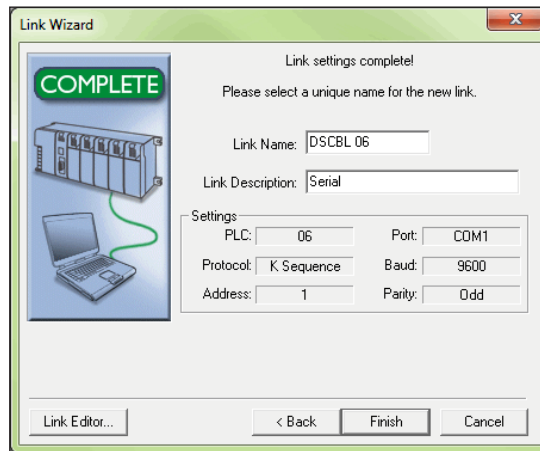 Link Wizard
COMPLETE
Link settings complete!
Please select a unique name for the new link.
Link Name: DSCBL 06
Link Description: Serial
Settings
PLC: 06 Port: COM1
Protocol: K Sequence Baud: 9600
Address: 1 Parity: Odd
Link Editor... < Back Finish Cancel